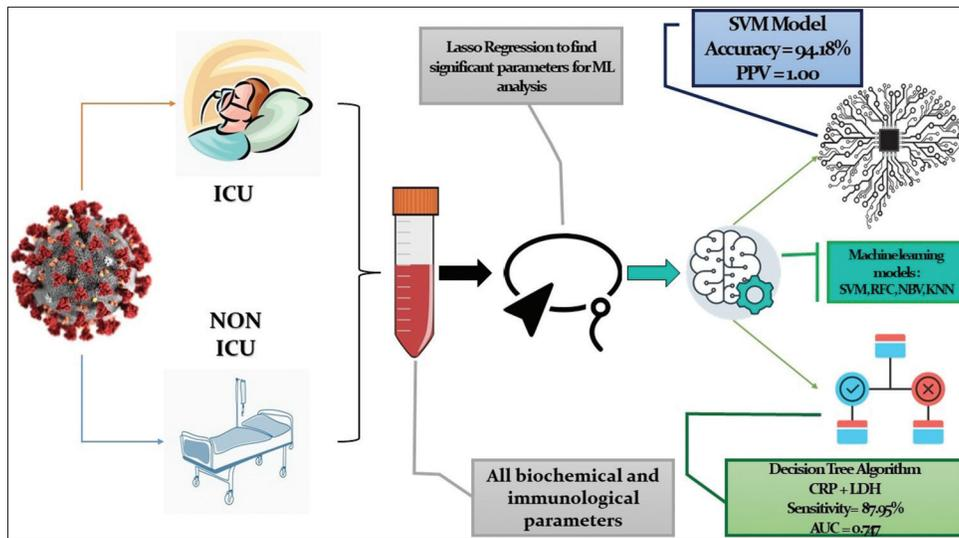 ICU
NON
ICU
Lasso Regression to find
significant parameters for ML
analysis
All biochemical and
immunological
parameters
SVM Model
Accuracy = 94.18%
PPV = 1.00
Machine learning
models :
SVM, RFC, NBV, KNN
Decision Tree Algorithm
CRP + LDH
Sensitivity= 87.95%
AUC = 0.747